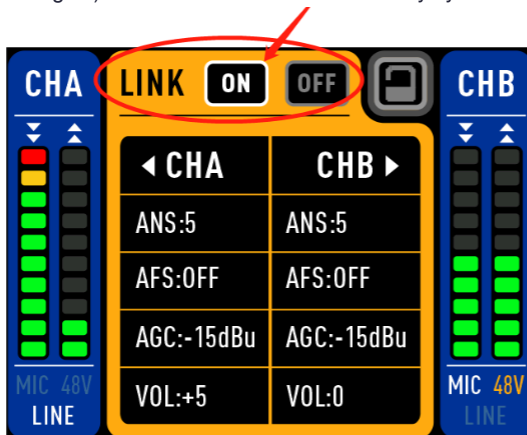 CHA LINK ON OFF CHB
◂ CHA CHB ▸
ANS:5 ANS:5
AFS:OFF AFS:OFF
AGC:-15dBu AGC:-15dBu
MIC 48V VOL:+5 VOL:0 MIC 48V
LINE LINE